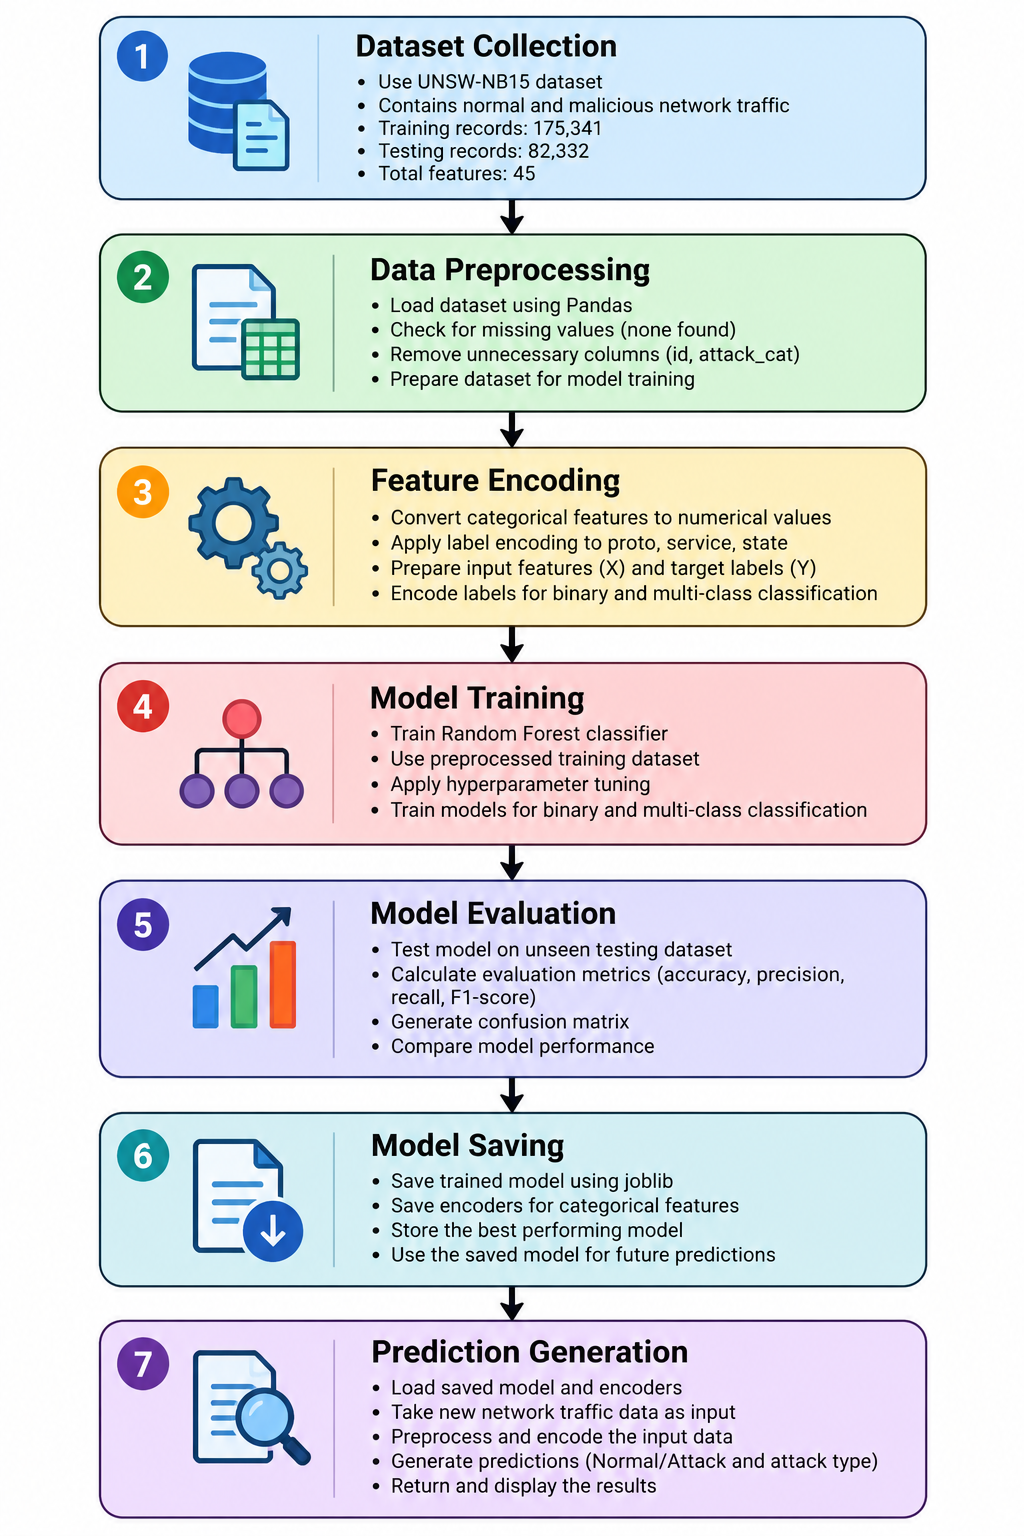 1
Dataset Collection
• Use UNSW-NB15 dataset
• Contains normal and malicious network traffic
• Training records: 175,341
• Testing records: 82,332
• Total features: 45
2
Data Preprocessing
• Load dataset using Pandas
• Check for missing values (none found)
• Remove unnecessary columns (id, attack_cat)
• Prepare dataset for model training
3
Feature Encoding
• Convert categorical features to numerical values
• Apply label encoding to proto, service, state
• Prepare input features (X) and target labels (Y)
• Encode labels for binary and multi-class classification
4
Model Training
• Train Random Forest classifier
• Use preprocessed training dataset
• Apply hyperparameter tuning
• Train models for binary and multi-class classification
5
Model Evaluation
• Test model on unseen testing dataset
• Calculate evaluation metrics (accuracy, precision,
recall, F1-score)
• Generate confusion matrix
• Compare model performance
6
Model Saving
• Save trained model using joblib
• Save encoders for categorical features
• Store the best performing model
• Use the saved model for future predictions
7
Prediction Generation
• Load saved model and encoders
• Take new network traffic data as input
• Preprocess and encode the input data
• Generate predictions (Normal/Attack and attack type)
• Return and display the results